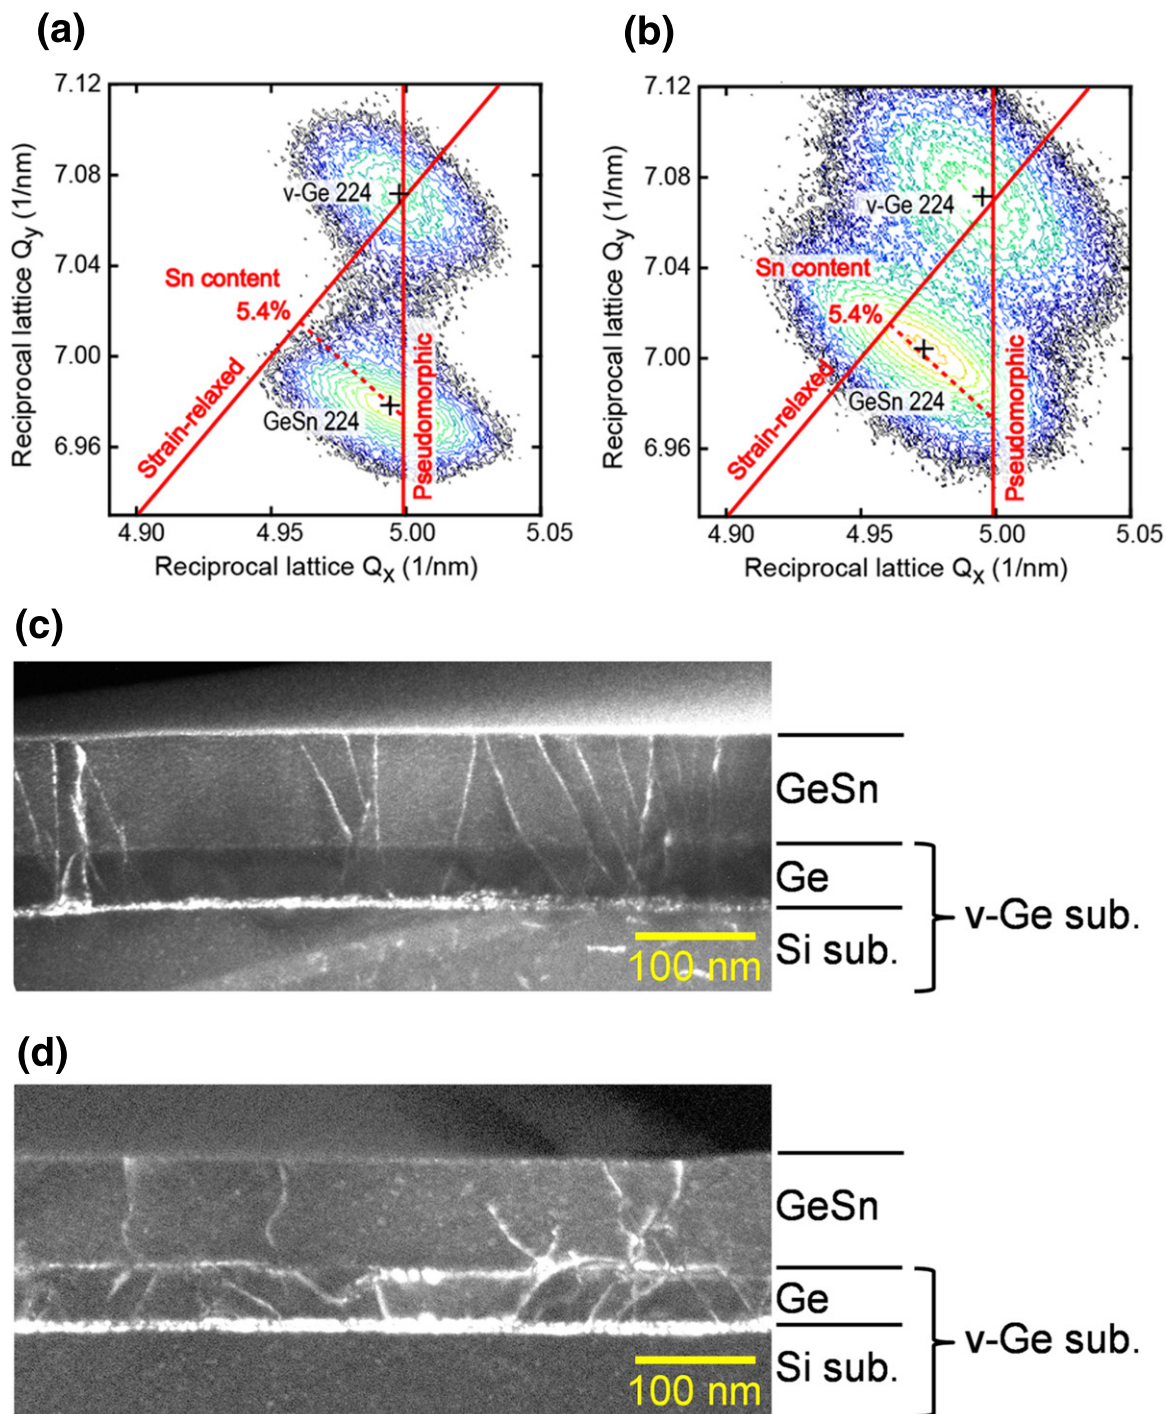 (a)
7.12
7.08
7.04
7.00
6.96
Reciprocal lattice Qy (1/nm)
v-Ge 224
Sn content
5.4%
Strain-relaxed
GeSn 224
Pseudomorphic
4.90
4.95
5.00
5.05
Reciprocal lattice Qx (1/nm)
(b)
7.12
7.08
7.04
7.00
6.96
Reciprocal lattice Qy (1/nm)
v-Ge 224
Sn content
5.4%
Strain-relaxed
GeSn 224
Pseudomorphic
4.90
4.95
5.00
5.05
Reciprocal lattice Qx (1/nm)
(c)
GeSn
Ge
Si sub.
v-Ge sub.
100 nm
(d)
GeSn
Ge
Si sub.
v-Ge sub.
100 nm